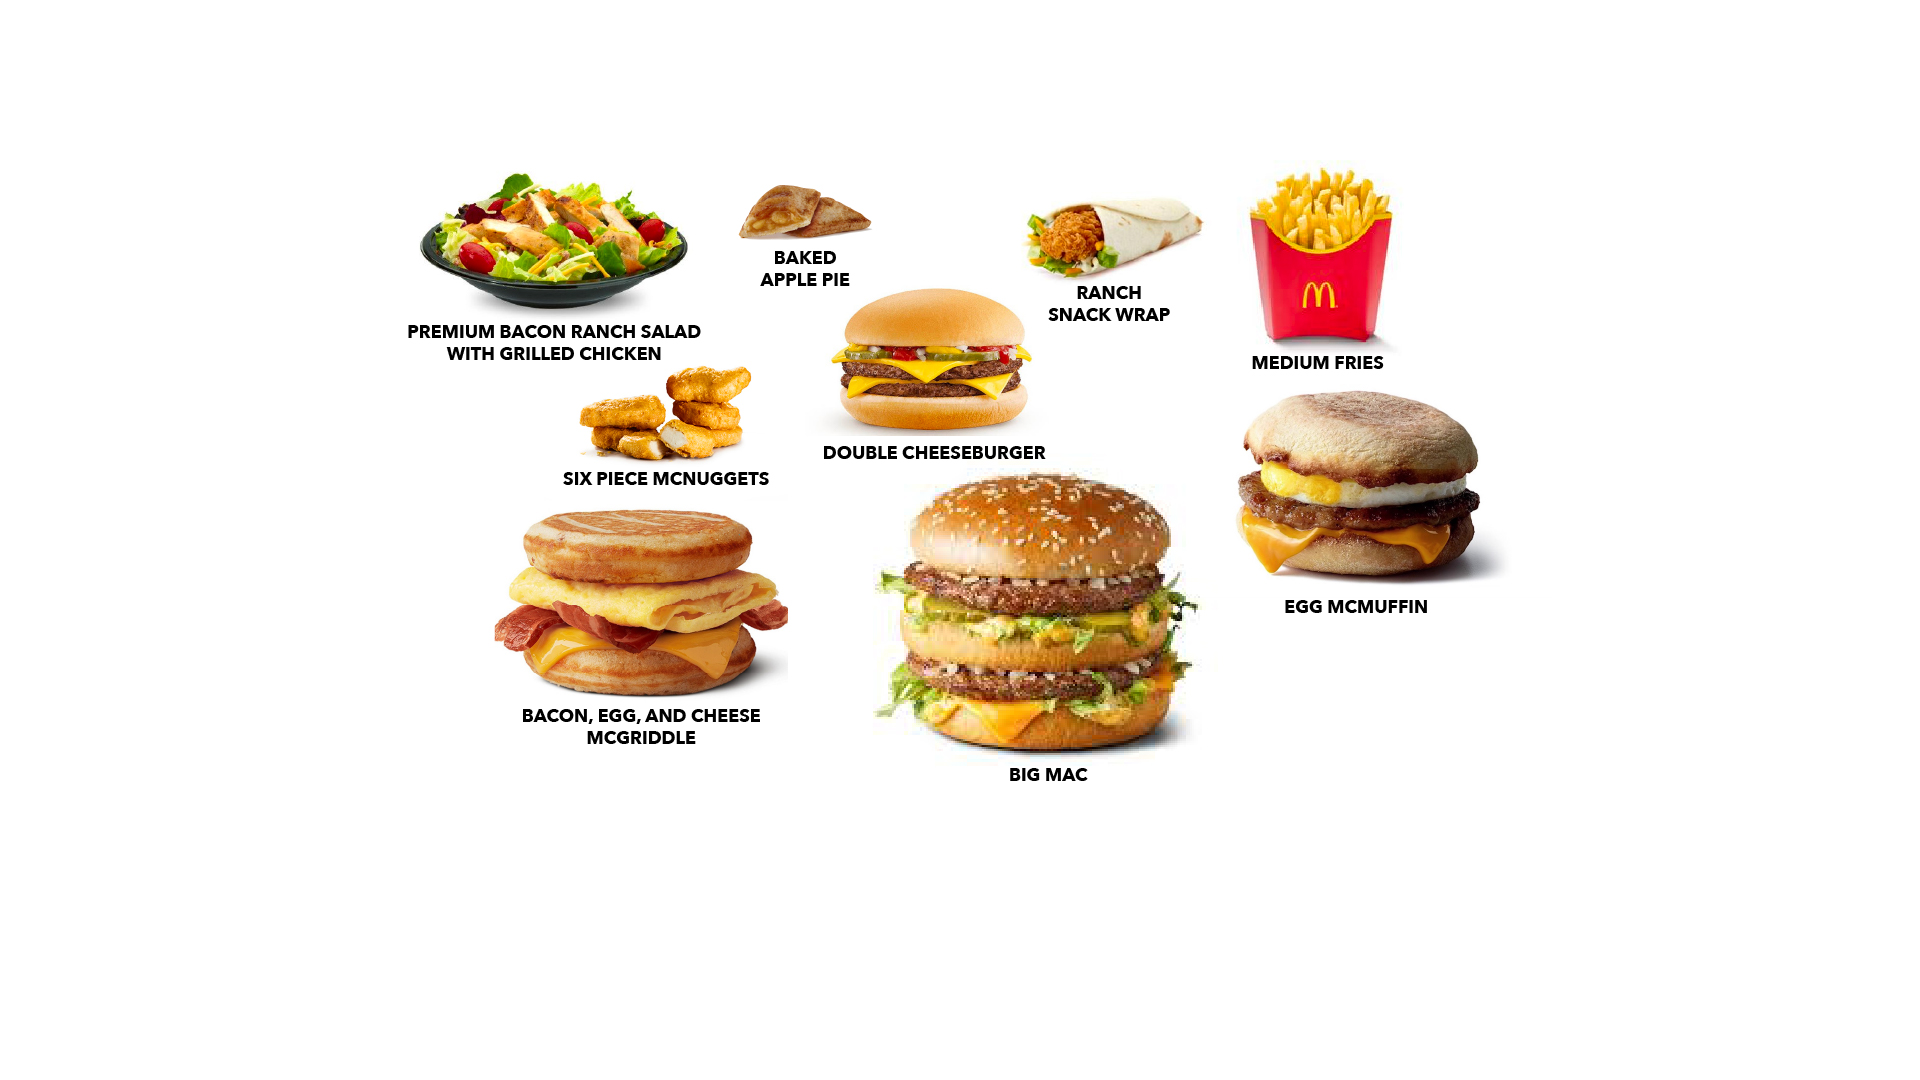 PREMIUM BACON RANCH SALAD
WITH GRILLED CHICKEN
BAKED
APPLE PIE
RANCH
SNACK WRAP
M
MEDIUM FRIES
SIX PIECE MCNUGGETS
DOUBLE CHEESEBURGER
EGG MCMUFFIN
BACON, EGG, AND CHEESE
MCGRIDDLE
BIG MAC